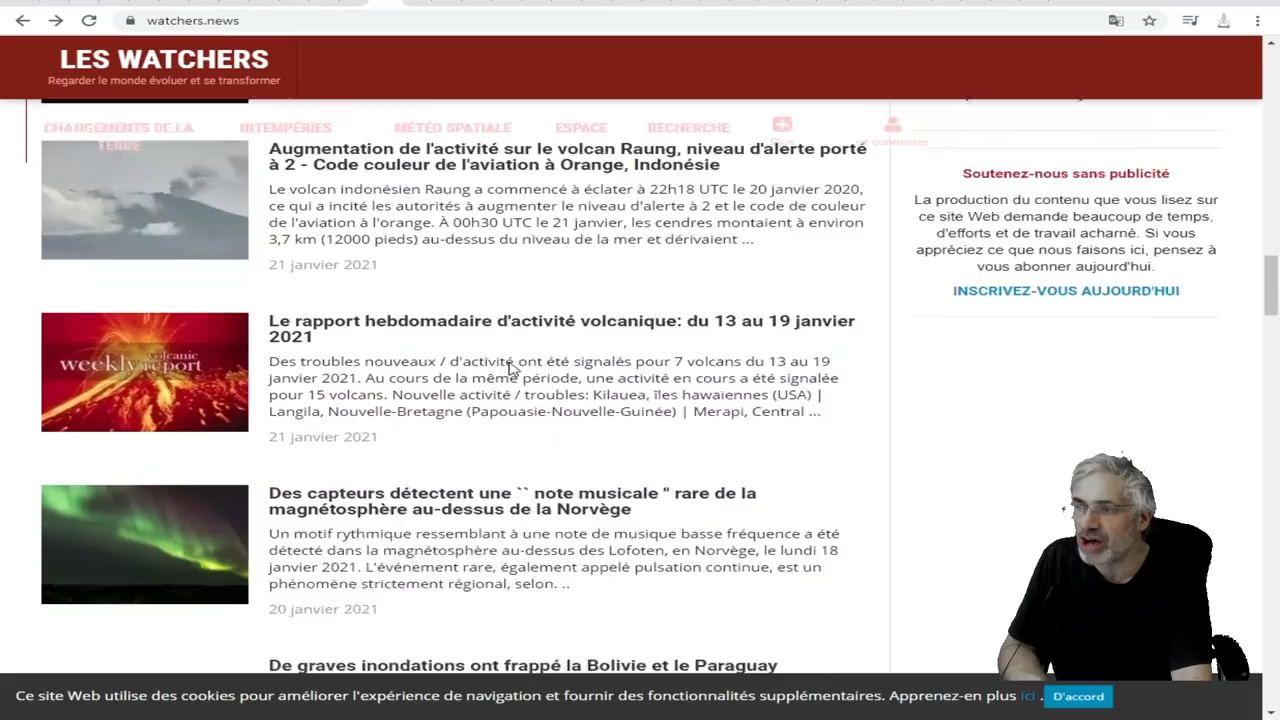 watchers.news
LES WATCHERS
Regarder le monde évoluer et se transformer
CHANGEMENTS DE LA
TERRE
INTEMPÉRIES
MÉTÉO SPATIALE
ESPACE
RECHERCHE
Augmentation de l'activité sur le volcan Raung, niveau d'alerte porté
à 2 - Code couleur de l'aviation à Orange, Indonésie
Le volcan indonésien Raung a commencé à éclater à 22h18 UTC le 20 janvier 2020,
ce qui a incité les autorités à augmenter le niveau d'alerte à 2 et le code de couleur
de l'aviation à l'orange. À 00h30 UTC le 21 janvier, les cendres montaient à environ
3,7 km (12000 pieds) au-dessus du niveau de la mer et dérivaient ...
21 janvier 2021
weekly volcanic report
Le rapport hebdomadaire d'activité volcanique: du 13 au 19 janvier
2021
Des troubles nouveaux / d'activité ont été signalés pour 7 volcans du 13 au 19
janvier 2021. Au cours de la même période, une activité en cours a été signalée
pour 15 volcans. Nouvelle activité / troubles: Kilauea, îles hawaïennes (USA) |
Langila, Nouvelle-Bretagne (Papouasie-Nouvelle-Guinée) | Merapi, Central ...
21 janvier 2021
Des capteurs détectent une `` note musicale '' rare de la
magnétosphère au-dessus de la Norvège
Un motif rythmique ressemblant à une note de musique basse fréquence a été
détecté dans la magnétosphère au-dessus des Lofoten, en Norvège, le lundi 18
janvier 2021. L'événement rare, également appelé pulsation continue, est un
phénomène strictement régional, selon. ..
20 janvier 2021
De graves inondations ont frappé la Bolivie et le Paraguay
Soutenez-nous sans publicité
La production du contenu que vous lisez sur
ce site Web demande beaucoup de temps,
d'efforts et de travail acharné. Si vous
appréciez ce que nous faisons ici, pensez à
vous abonner aujourd'hui.
INSCRIVEZ-VOUS AUJOURD'HUI
Ce site Web utilise des cookies pour améliorer l'expérience de navigation et fournir des fonctionnalités supplémentaires. Apprenez-en plus ici . D'accord